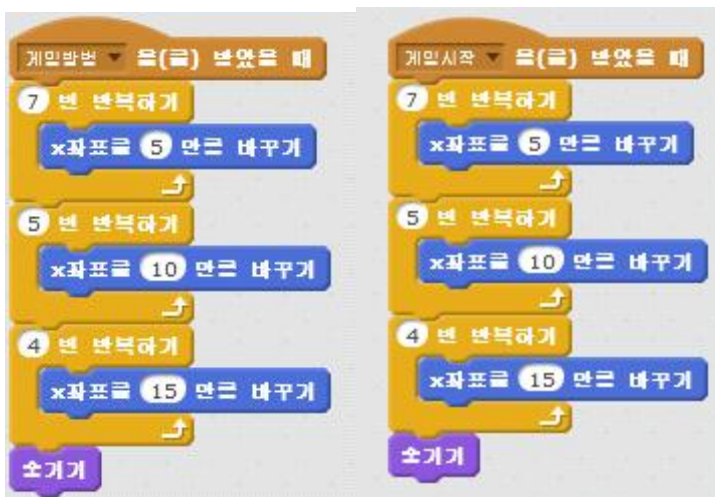 게임방법 을(를) 받았을 때
7 번 반복하기
x좌표를 5 만큼 바꾸기
5 번 반복하기
x좌표를 10 만큼 바꾸기
4 번 반복하기
x좌표를 15 만큼 바꾸기
숨기기
게임시작 을(를) 받았을 때
7 번 반복하기
x좌표를 5 만큼 바꾸기
5 번 반복하기
x좌표를 10 만큼 바꾸기
4 번 반복하기
x좌표를 15 만큼 바꾸기
숨기기